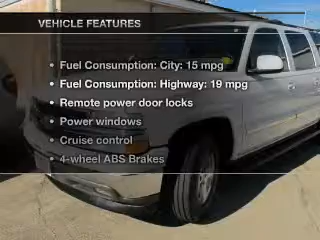 VEHICLE FEATURES
• Fuel Consumption: City: 15 mpg
• Fuel Consumption: Highway: 19 mpg
• Remote power door locks
• Power windows
• Cruise control
• 4-wheel ABS Brakes